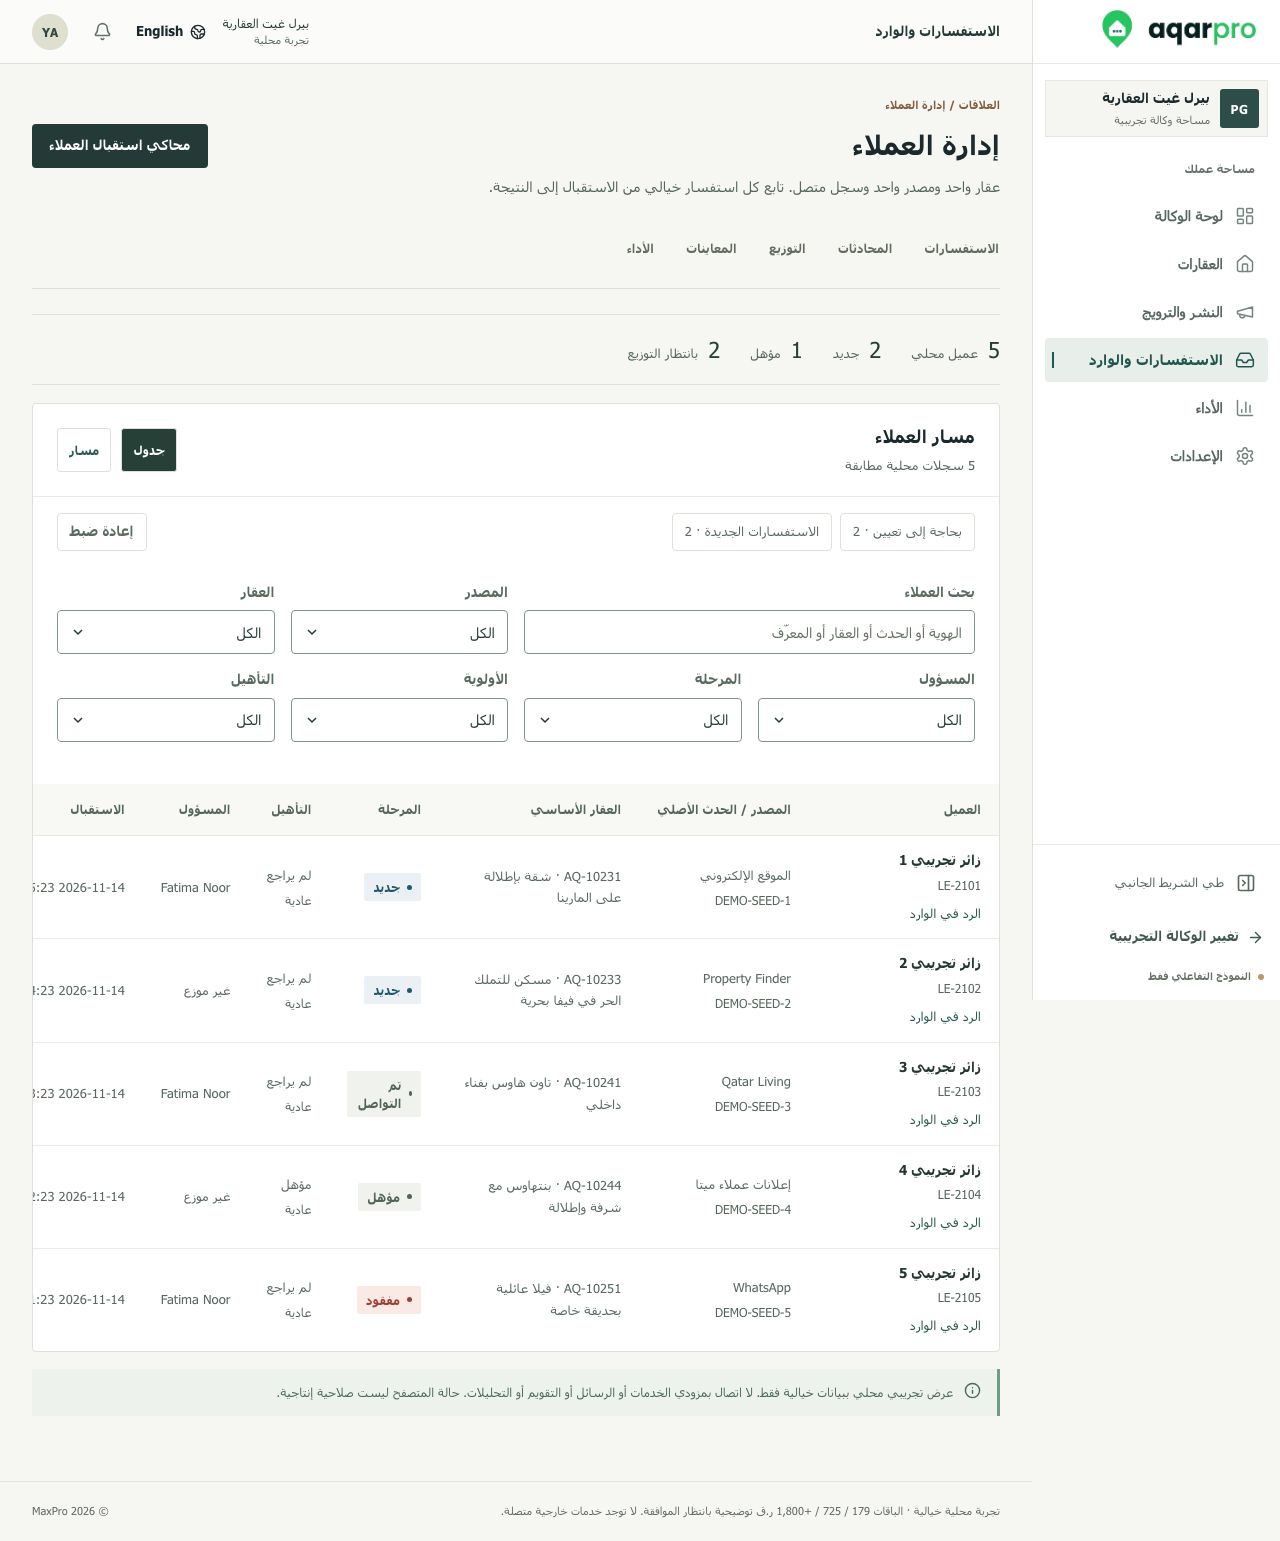 aqarpro
PG
بيرل غيت العقارية
مساحة وكالة تجريبية
مساحة عملك
لوحة الوكالة
العقارات
النشر والترويج
الاستفسارات والوارد
الأداء
الإعدادات
طي الشريط الجانبي
تغيير الوكالة التجريبية
النموذج التفاعلي فقط
الاستفسارات والوارد
بيرل غيت العقارية
تجربة محلية
English
YA
العلاقات / إدارة العملاء
إدارة العملاء
عقار واحد ومصدر واحد وسجل متصل. تابع كل استفسار خيالي من الاستقبال إلى النتيجة.
محاكي استقبال العملاء
الاستفسارات المحادثات التوزيع المعاينات الأداء
5 عميل محلي 2 جديد 1 مؤهل 2 بانتظار التوزيع
مسار العملاء
5 سجلات محلية مطابقة
جدول مسار
بحاجة إلى تعيين · 2 الاستفسارات الجديدة · 2 إعادة ضبط
بحث العملاء المصدر العقار
الهوية أو الحدث أو العقار أو المعرّف الكل الكل
المسؤول المرحلة الأولوية التأهيل
الكل الكل الكل الكل
العميل المصدر / الحدث الأصلي العقار الأساسي المرحلة التأهيل المسؤول الاستقبال
زائر تجريبي 1
LE-2101
الرد في الوارد
الموقع الإلكتروني
DEMO-SEED-1
AQ-10231 · شقة بإطلالة
على المارينا
جديد
لم يراجع
عادية
Fatima Noor
2026-11-14 5:23
زائر تجريبي 2
LE-2102
الرد في الوارد
Property Finder
DEMO-SEED-2
AQ-10233 · مسكن للتملك
الحر في فيفا بحرية
جديد
لم يراجع
عادية
غير موزع
2026-11-14 4:23
زائر تجريبي 3
LE-2103
الرد في الوارد
Qatar Living
DEMO-SEED-3
AQ-10241 · تاون هاوس بفناء
داخلي
تم
التواصل
لم يراجع
عادية
Fatima Noor
2026-11-14 3:23
زائر تجريبي 4
LE-2104
الرد في الوارد
إعلانات عملاء ميتا
DEMO-SEED-4
AQ-10244 · بنتهاوس مع
شرفة وإطلالة
مؤهل
مؤهل
عادية
غير موزع
2026-11-14 2:23
زائر تجريبي 5
LE-2105
الرد في الوارد
WhatsApp
DEMO-SEED-5
AQ-10251 · فيلا عائلية
بحديقة خاصة
مفقود
لم يراجع
عادية
Fatima Noor
2026-11-14 1:23
عرض تجريبي محلي ببيانات خيالية فقط. لا اتصال بمزودي الخدمات أو الرسائل أو التقويم أو التحليلات. حالة المتصفح ليست صلاحية إنتاجية.
تجربة محلية خيالية · الباقات 179 / 725 / +1,800 ر.ق توضيحية بانتظار الموافقة. لا توجد خدمات خارجية متصلة.
© 2026 MaxPro